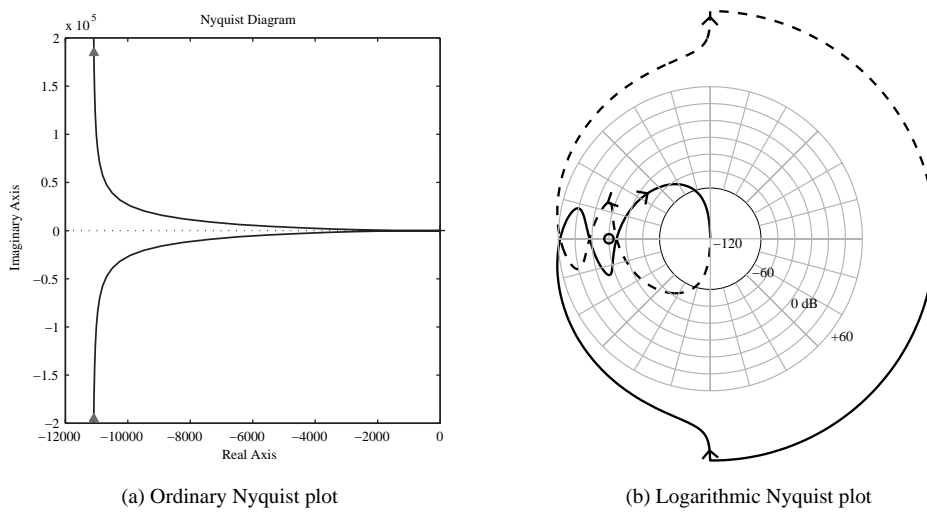 Nyquist Diagram
x 10^5
2
1.5
1
0.5
0
−0.5
−1
−1.5
−2
−12000 −10000 −8000 −6000 −4000 −2000 0
Real Axis
Imaginary Axis
(a) Ordinary Nyquist plot
−120
−60
0 dB
+60
(b) Logarithmic Nyquist plot